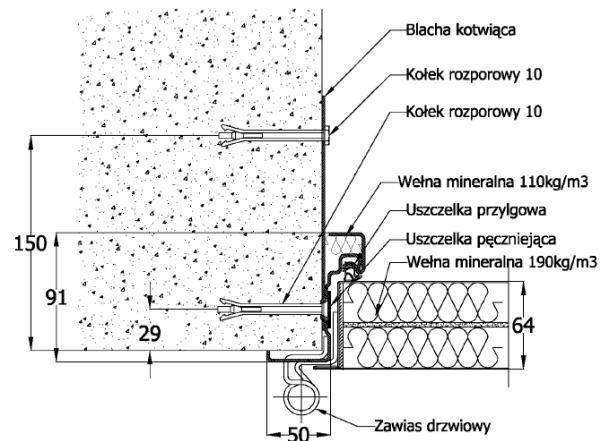 Blacha kotwiąca
Kołek rozporowy 10
Kołek rozporowy 10
Wełna mineralna 110kg/m3
Uszczelka przylgowa
Uszczelka pęczniejąca
Wełna mineralna 190kg/m3
150
91
29
64
50
Zawias drzwiowy